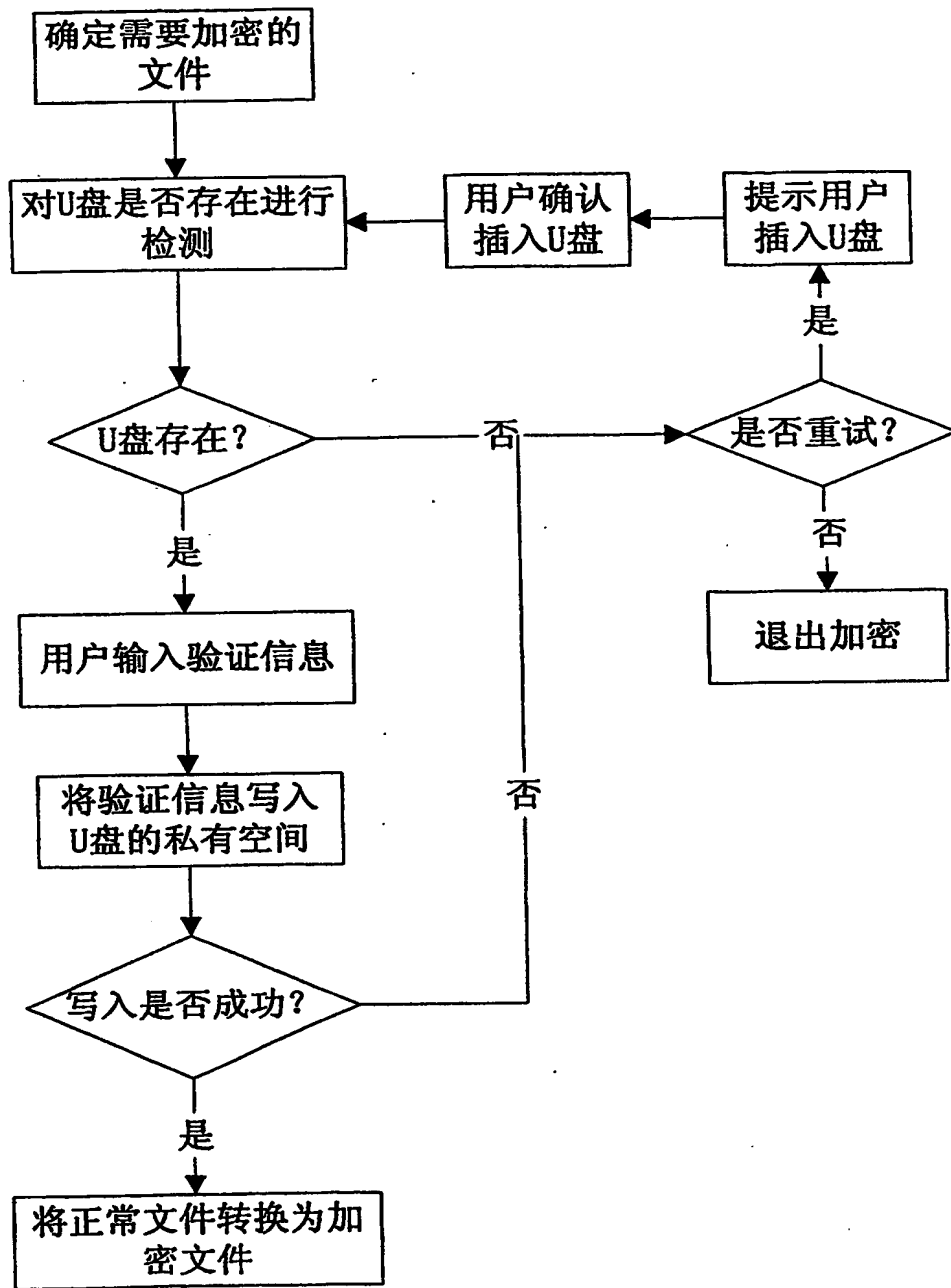 确定需要加密的
文件
对U盘是否存在进行
检测
用户确认
插入U盘
提示用户
插入U盘
是
U盘存在?
否
是否重试?
是
否
用户输入验证信息
退出加密
将验证信息写入
U盘的私有空间
否
写入是否成功?
是
将正常文件转换为加
密文件